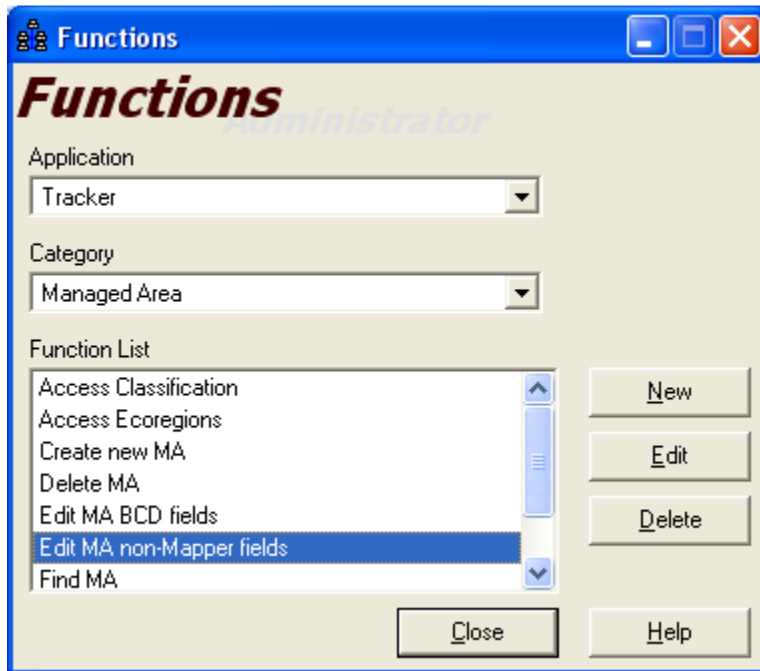 Functions
Functions
Administrator
Application
Tracker
Category
Managed Area
Function List
Access Classification
Access Ecoregions
Create new MA
Delete MA
Edit MA BCD fields
Edit MA non-Mapper fields
Find MA
New
Edit
Delete
Close
Help